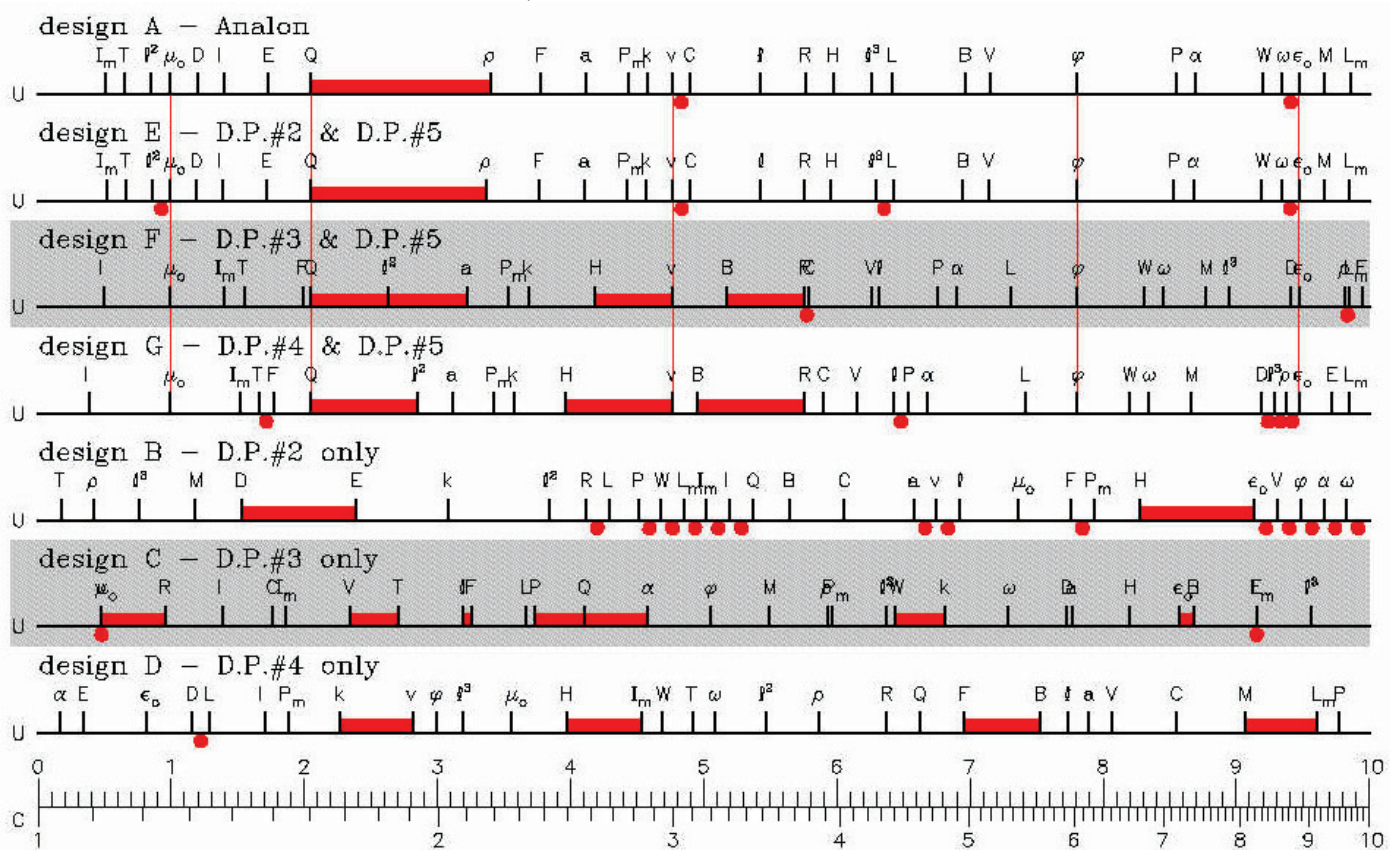 design A − Analon
I_m T ℓ² μ_o D I E Q ρ F a P_m k v C ℓ R H ℓ³ L B V φ P α W ω ε_o M L_m
U
design E − D.P.#2 & D.P.#5
I_m T ℓ² μ_o D I E Q ρ F a P_m k v C ℓ R H ℓ³ L B V φ P α W ω ε_o M L_m
U
design F − D.P.#3 & D.P.#5
I μ_o I_m T Q a P_m k H v B C V ℓ P α L φ W ω M ℓ³ ε_o
U
design G − D.P.#4 & D.P.#5
I μ_o I_m T F Q ℓ² a P_m k H v B R C V ℓ P α L φ W ω M D ℓ³ ρ ε_o E L_m
U
design B − D.P.#2 only
T ρ ℓ³ M D E k ℓ² R L P W L_m I_m I Q B C a v ℓ μ_o F P_m H ε_o V φ α ω
U
design C − D.P.#3 only
μ_o R I I_m V T F L P Q α φ M P_m W k ω a H ε_o B ℓ³
U
design D − D.P.#4 only
α E ε_o D L I P_m k v φ ℓ³ μ_o H I_m W T ω ℓ² ρ R Q F B ℓ a V C M L_m P
U
0 1 2 3 4 5 6 7 8 9 10
C
1 2 3 4 5 6 7 8 9 10